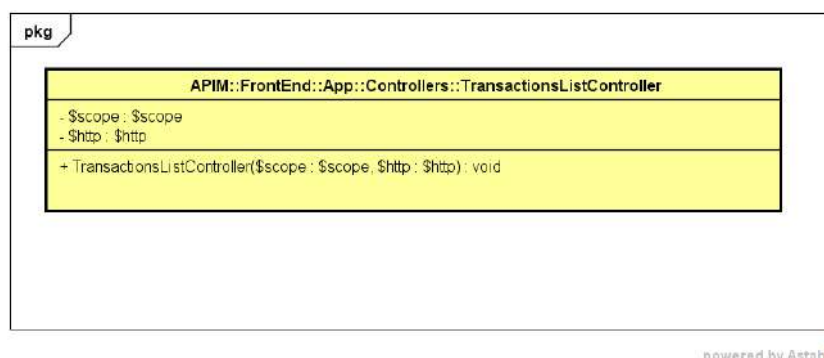 pkg
APIM::FrontEnd::App::Controllers::TransactionsListController
- $scope : $scope
- $http : $http
+ TransactionsListController($scope : $scope, $http : $http) : void
powered by Astah